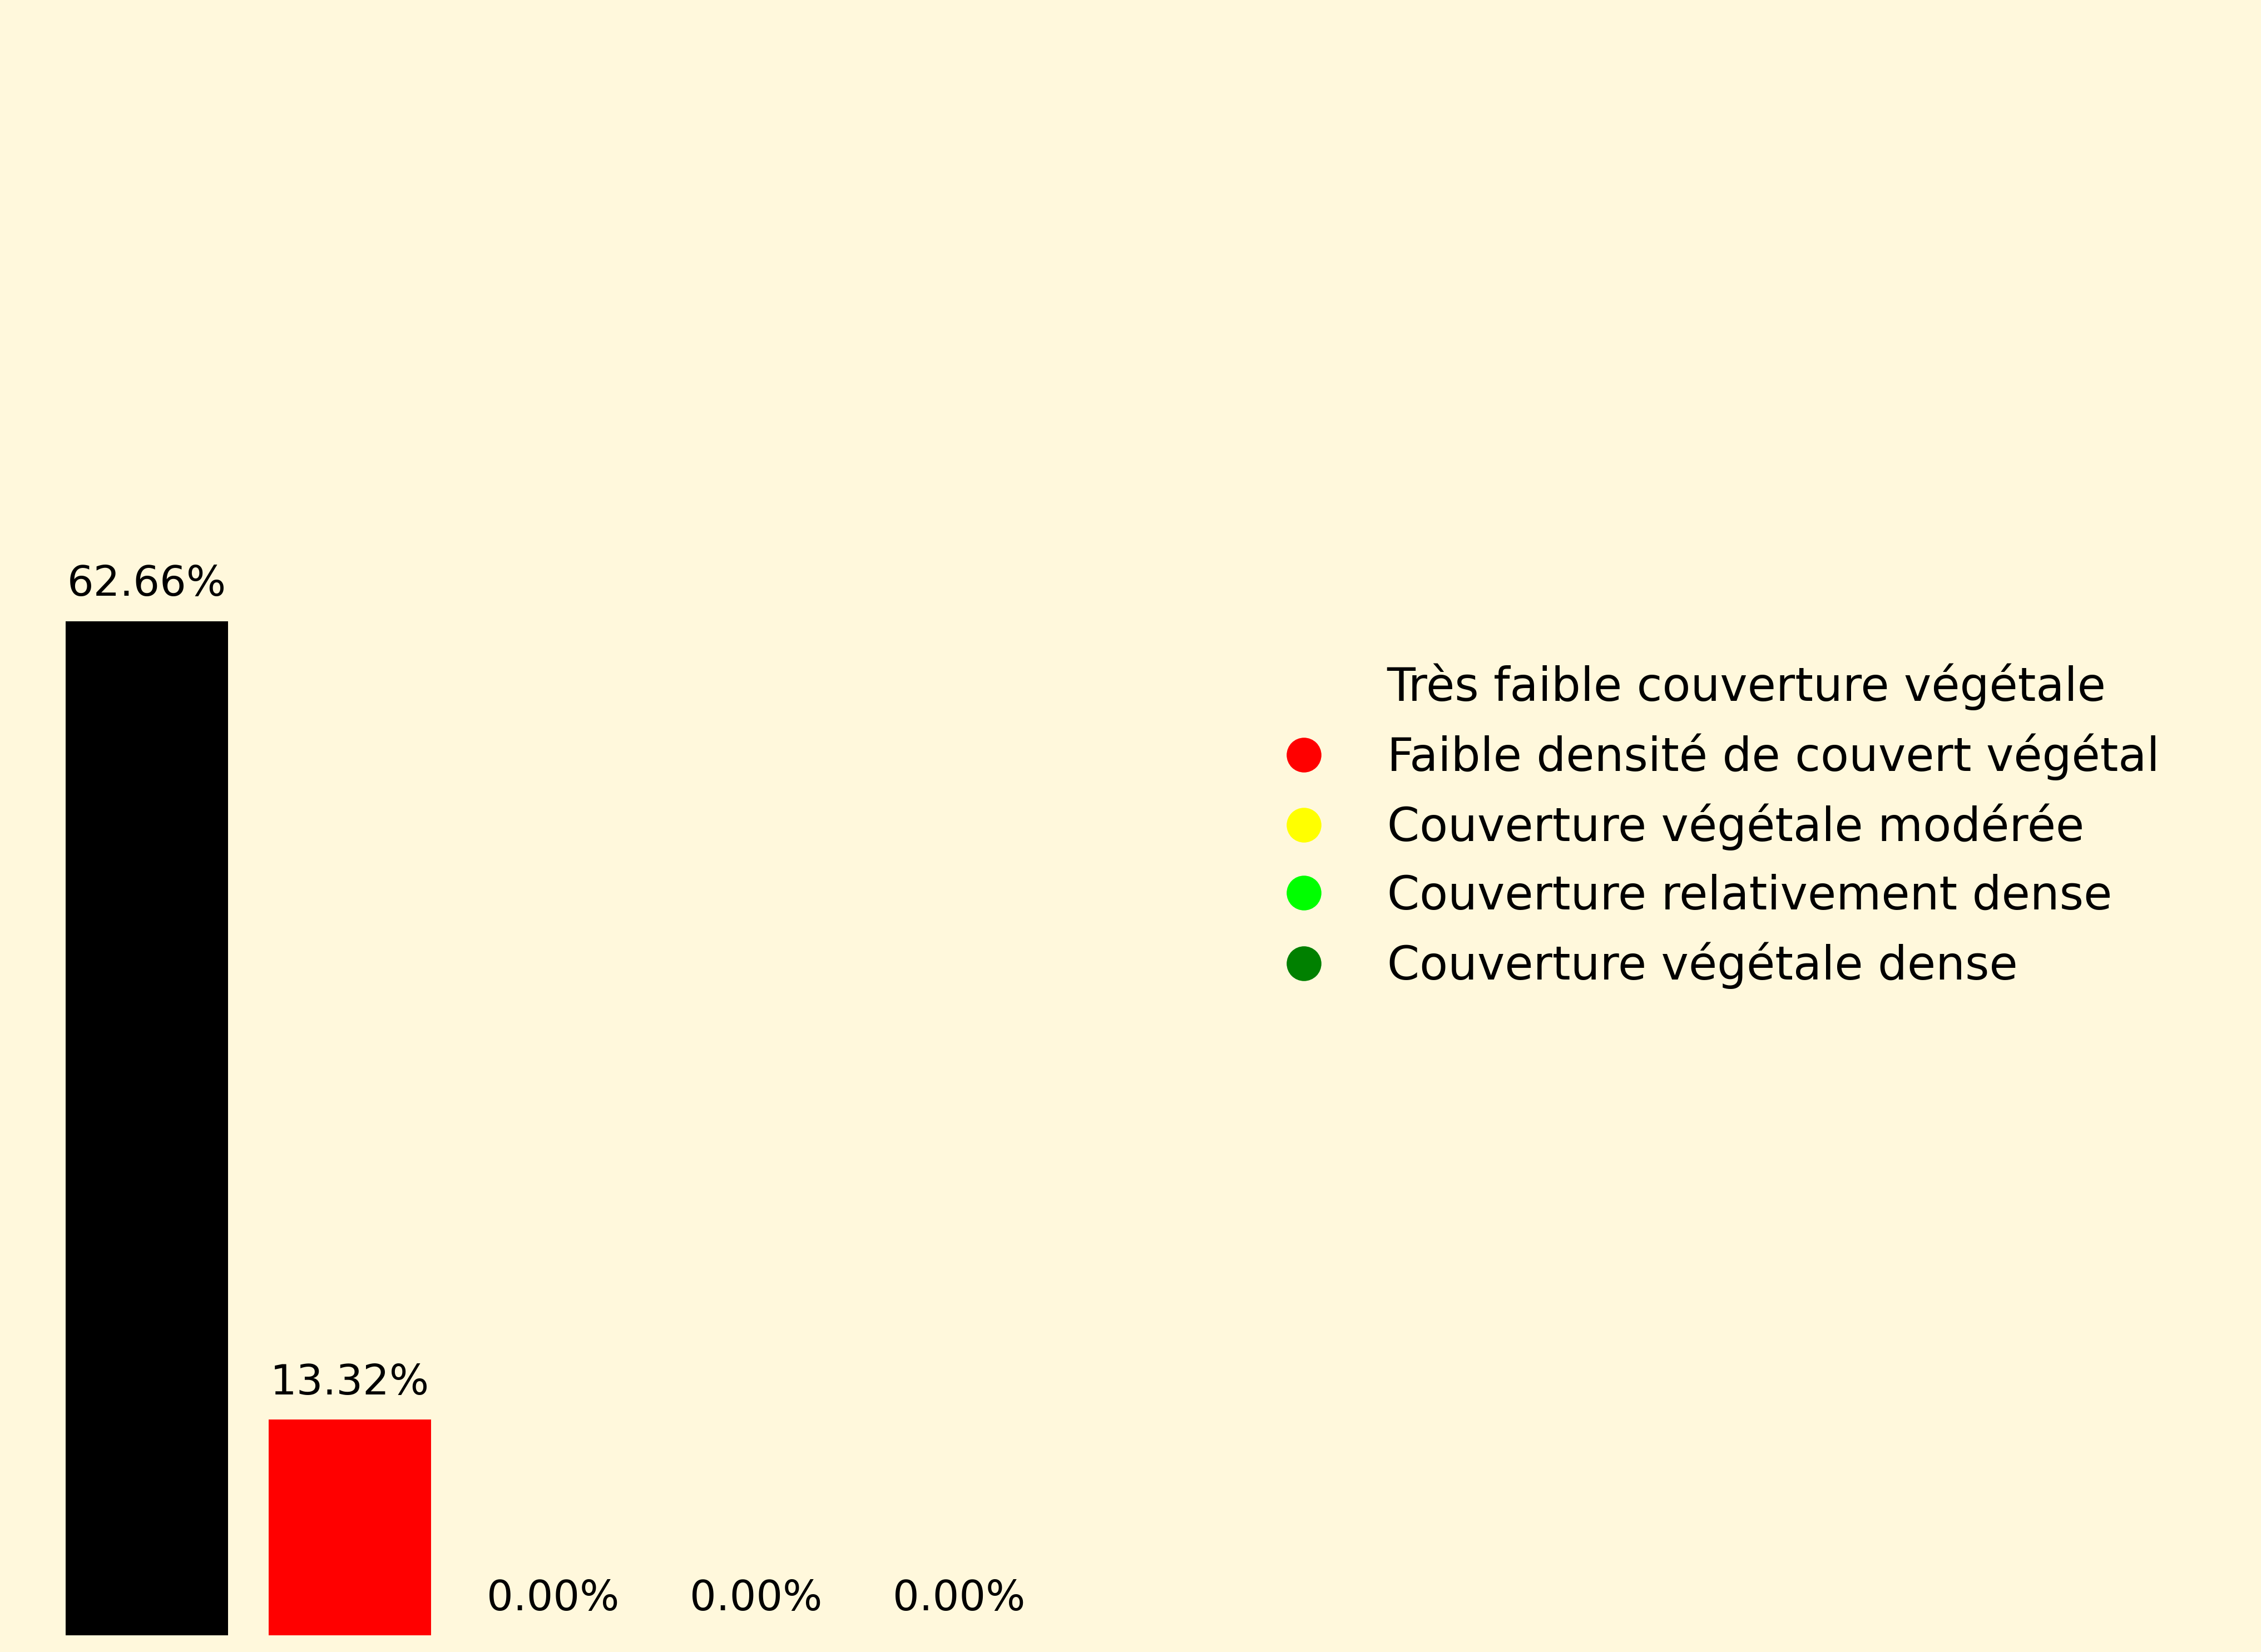 62.66%
13.32%
0.00% 0.00% 0.00%
Très faible couverture végétale
Faible densité de couvert végétal
Couverture végétale modérée
Couverture relativement dense
Couverture végétale dense